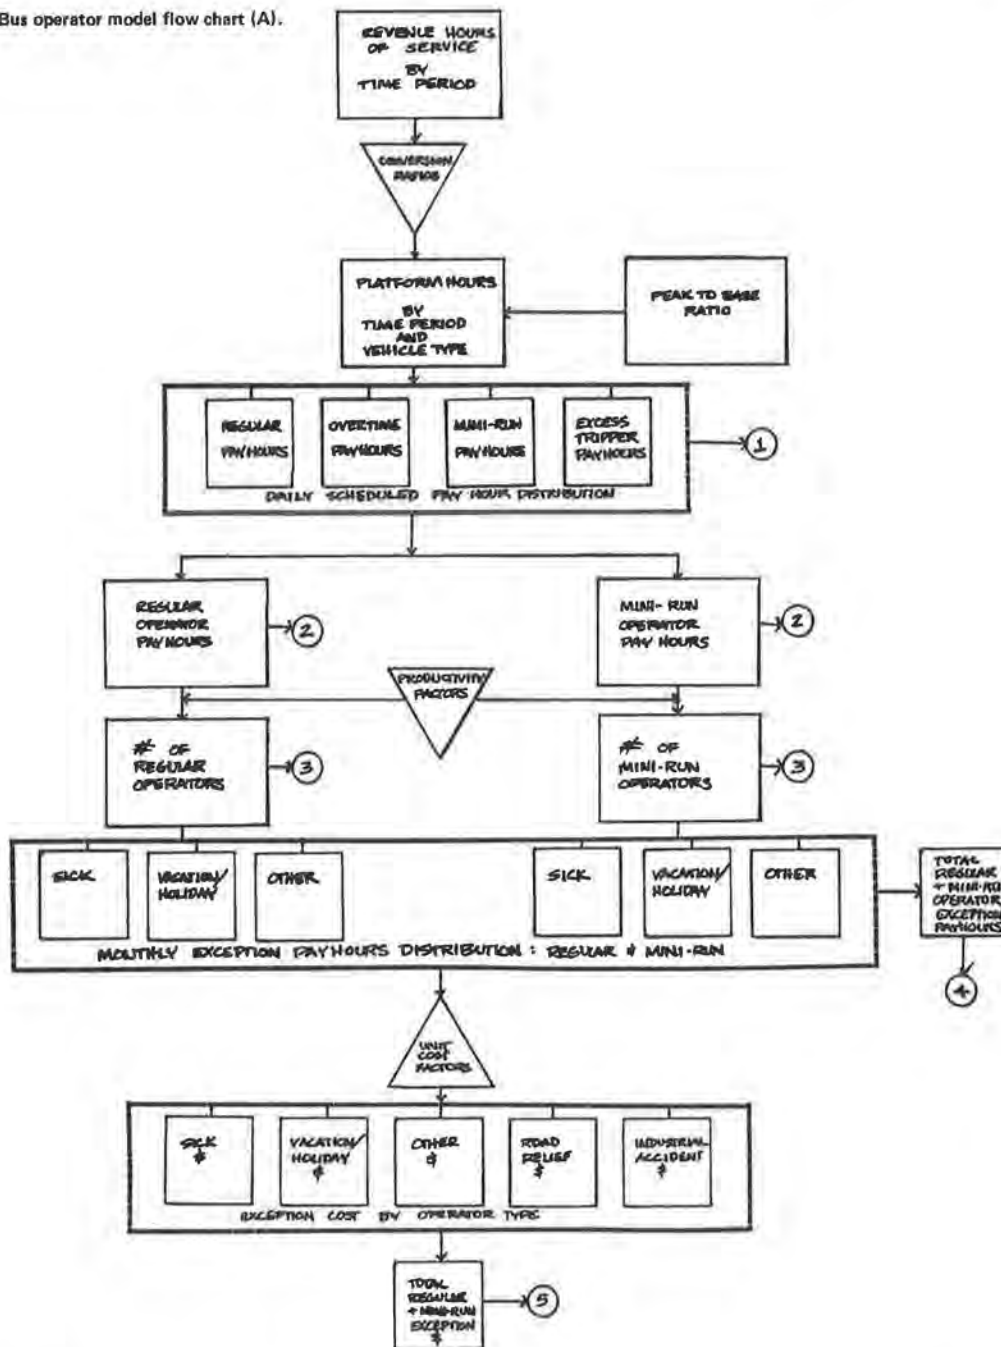 Bus operator model flow chart (A).
REVENUE HOURS
OF SERVICE
BY
TIME PERIOD
CONVERSION
RATIOS
PLATFORM HOURS
BY
TIME PERIOD
AND
VEHICLE TYPE
PEAK TO BASE
RATIO
REGULAR
PAYHOURS
OVERTIME
PAYHOURS
MINI-RUN
PAY HOURS
EXCESS
TRIPPER
PAYHOURS
1
DAILY SCHEDULED PAY HOUR DISTRIBUTION
REGULAR
OPERATOR
PAYHOURS
2
MINI-RUN
OPERATOR
PAY HOURS
2
PRODUCTIVITY
FACTORS
# OF
REGULAR
OPERATORS
3
# OF
MINI-RUN
OPERATORS
3
SICK
VACATION/
HOLIDAY
OTHER
SICK
VACATION/
HOLIDAY
OTHER
MONTHLY EXCEPTION PAYHOURS DISTRIBUTION : REGULAR & MINI-RUN
TOTAL
REGULAR
+ MINI-RUN
OPERATOR
EXCEPTION
PAYHOURS
4
UNIT
COST
FACTORS
SICK
$
VACATION/
HOLIDAY
$
OTHER
$
ROAD
RELIEF
$
INDUSTRIAL
ACCIDENT
$
EXCEPTION COST BY OPERATOR TYPE
TOTAL
REGULAR
+ MINI-RUN
EXCEPTION
$
5